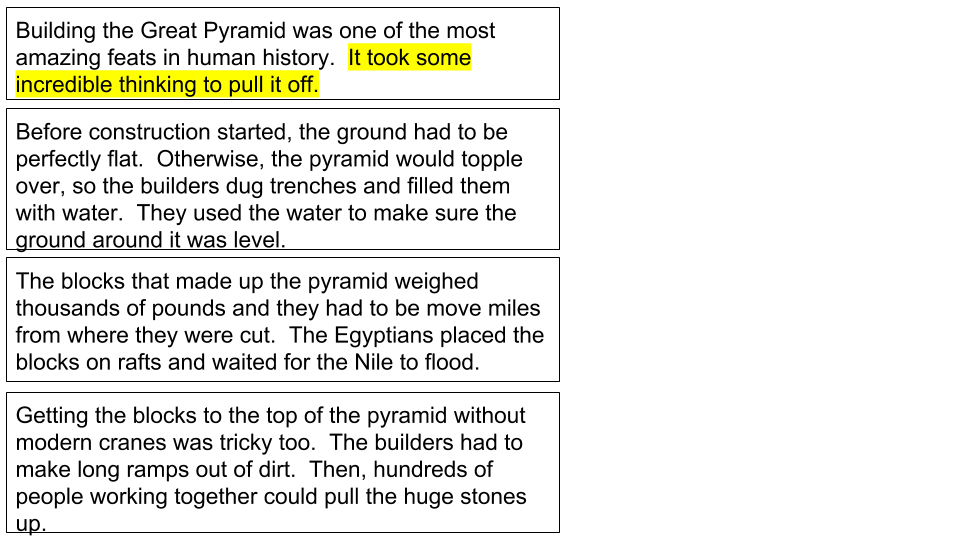 Building the Great Pyramid was one of the most
amazing feats in human history.  It took some
incredible thinking to pull it off.
Before construction started, the ground had to be
perfectly flat.  Otherwise, the pyramid would topple
over, so the builders dug trenches and filled them
with water.  They used the water to make sure the
ground around it was level.
The blocks that made up the pyramid weighed
thousands of pounds and they had to be move miles
from where they were cut.  The Egyptians placed the
blocks on rafts and waited for the Nile to flood.
Getting the blocks to the top of the pyramid without
modern cranes was tricky too.  The builders had to
make long ramps out of dirt.  Then, hundreds of
people working together could pull the huge stones
up.